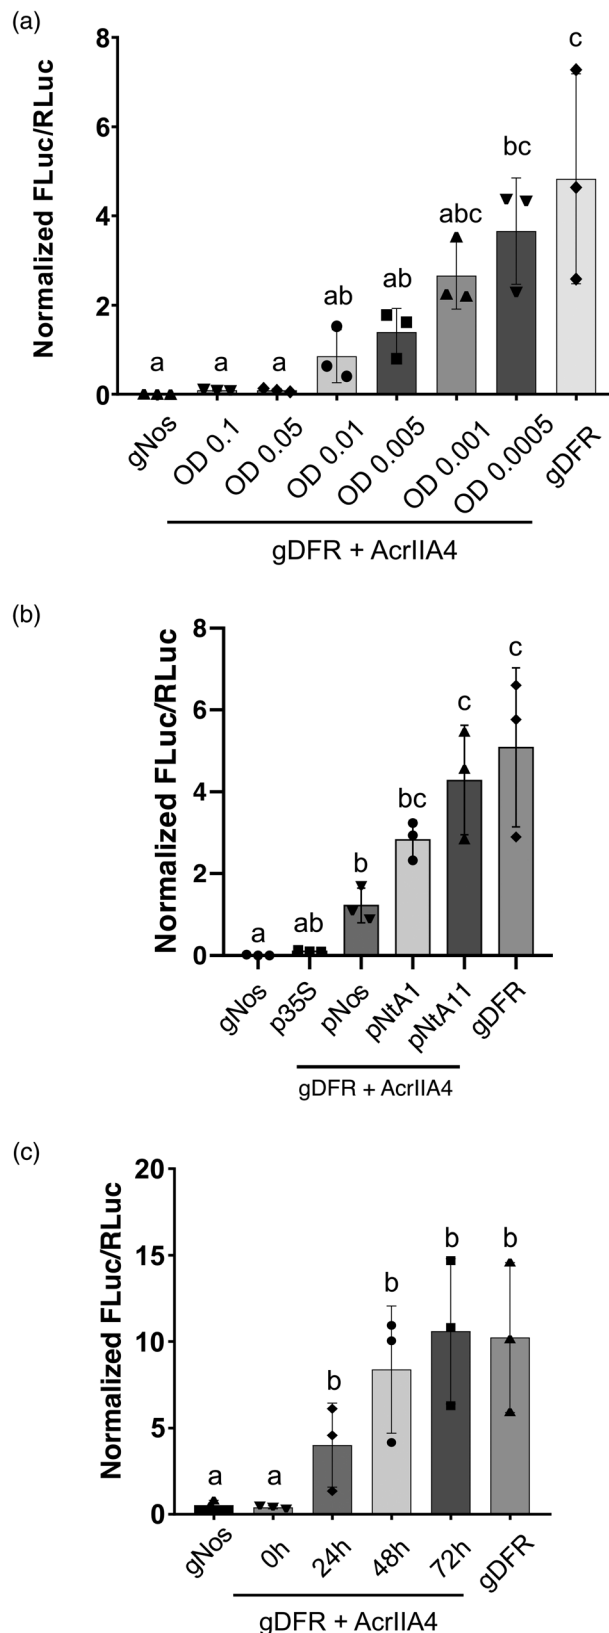 (a)
Normalized FLuc/RLuc
8
6
4
2
0
a
a
a
ab
ab
abc
bc
c
gNos
OD 0.1
OD 0.05
OD 0.01
OD 0.005
OD 0.001
OD 0.0005
gDFR
gDFR + AcrIIA4
(b)
Normalized FLuc/RLuc
8
6
4
2
0
a
ab
b
bc
c
c
gNos
p35S
pNos
pNtA1
pNtA11
gDFR
gDFR + AcrIIA4
(c)
Normalized FLuc/RLuc
20
15
10
5
0
a
a
b
b
b
b
gNos
0h
24h
48h
72h
gDFR
gDFR + AcrIIA4